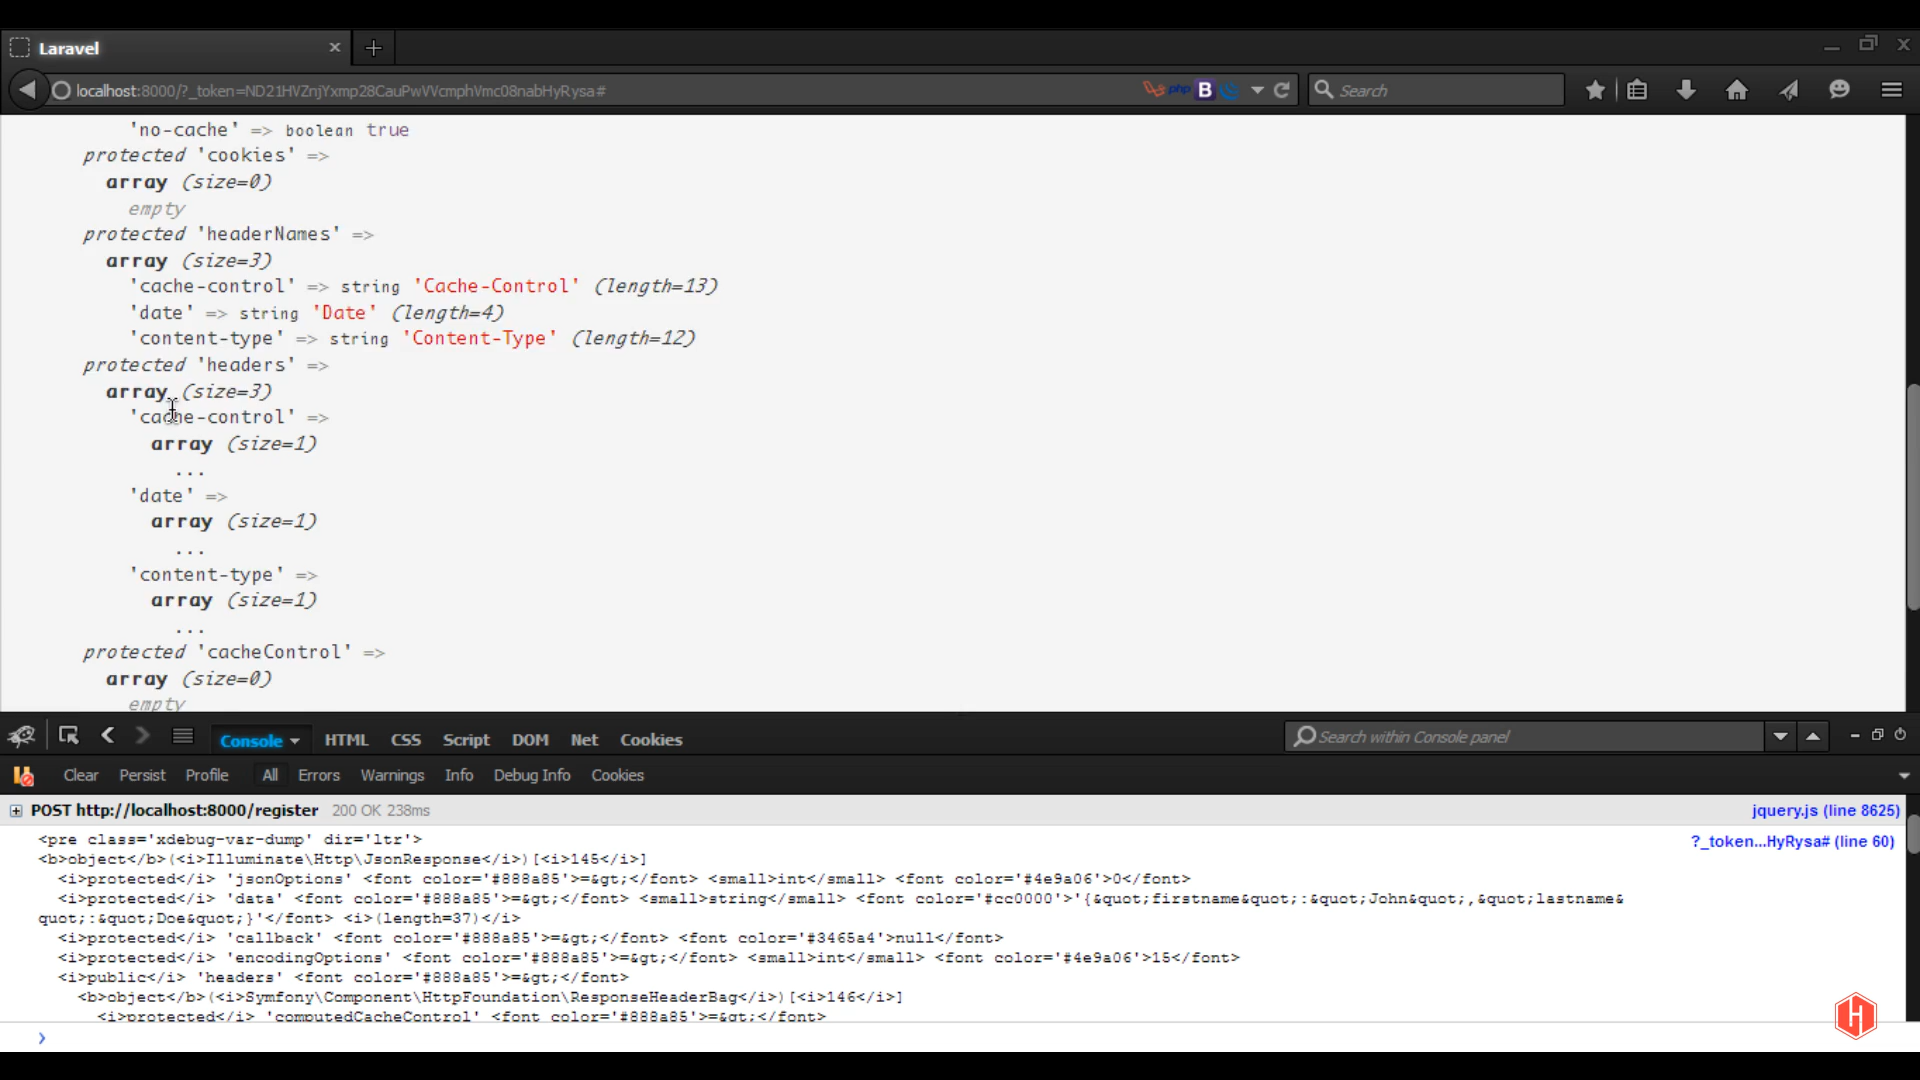 Laravel
localhost:8000/?_token=ND21HVZnjYxmp28CauPwVVcmphVmc08nabHyRysa#
php
B
Search
'no-cache' => boolean true
protected 'cookies' =>
array (size=0)
empty
protected 'headerNames' =>
array (size=3)
'cache-control' => string 'Cache-Control' (length=13)
'date' => string 'Date' (length=4)
'content-type' => string 'Content-Type' (length=12)
protected 'headers' =>
array (size=3)
'cache-control' =>
array (size=1)
...
'date' =>
array (size=1)
...
'content-type' =>
array (size=1)
...
protected 'cacheControl' =>
array (size=0)
empty
Console HTML CSS Script DOM Net Cookies
Search within Console panel
Clear Persist Profile All Errors Warnings Info Debug Info Cookies
POST http://localhost:8000/register 200 OK 238ms
jquery.js (line 8625)
<pre class='xdebug-var-dump' dir='ltr'>
?_token...HyRysa# (line 60)
<b>object</b>(<i>Illuminate\Http\JsonResponse</i>)[<i>145</i>]
<i>protected</i> 'jsonOptions' <font color='#888a85'>=&gt;</font> <small>int</small> <font color='#4e9a06'>0</font>
<i>protected</i> 'data' <font color='#888a85'>=&gt;</font> <small>string</small> <font color='#cc0000'>'{&quot;firstname&quot;:&quot;John&quot;,&quot;lastname&
quot;:&quot;Doe&quot;}'</font> <i>(length=37)</i>
<i>protected</i> 'callback' <font color='#888a85'>=&gt;</font> <font color='#3465a4'>null</font>
<i>protected</i> 'encodingOptions' <font color='#888a85'>=&gt;</font> <small>int</small> <font color='#4e9a06'>15</font>
<i>public</i> 'headers' <font color='#888a85'>=&gt;</font>
<b>object</b>(<i>Symfony\Component\HttpFoundation\ResponseHeaderBag</i>)[<i>146</i>]
<i>protected</i> 'computedCacheControl' <font color='#888a85'>=&gt;</font>